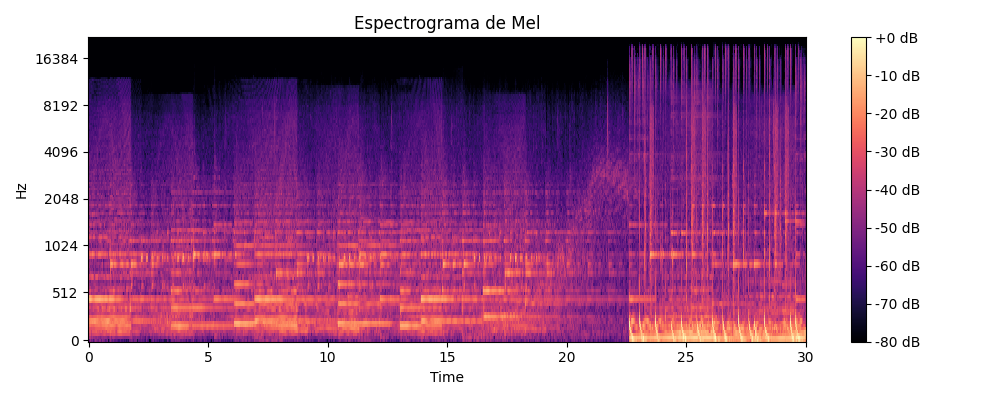 Espectrograma de Mel
Hz
16384
8192
4096
2048
1024
512
0
0 5 10 15 20 25 30
Time
+0 dB
-10 dB
-20 dB
-30 dB
-40 dB
-50 dB
-60 dB
-70 dB
-80 dB